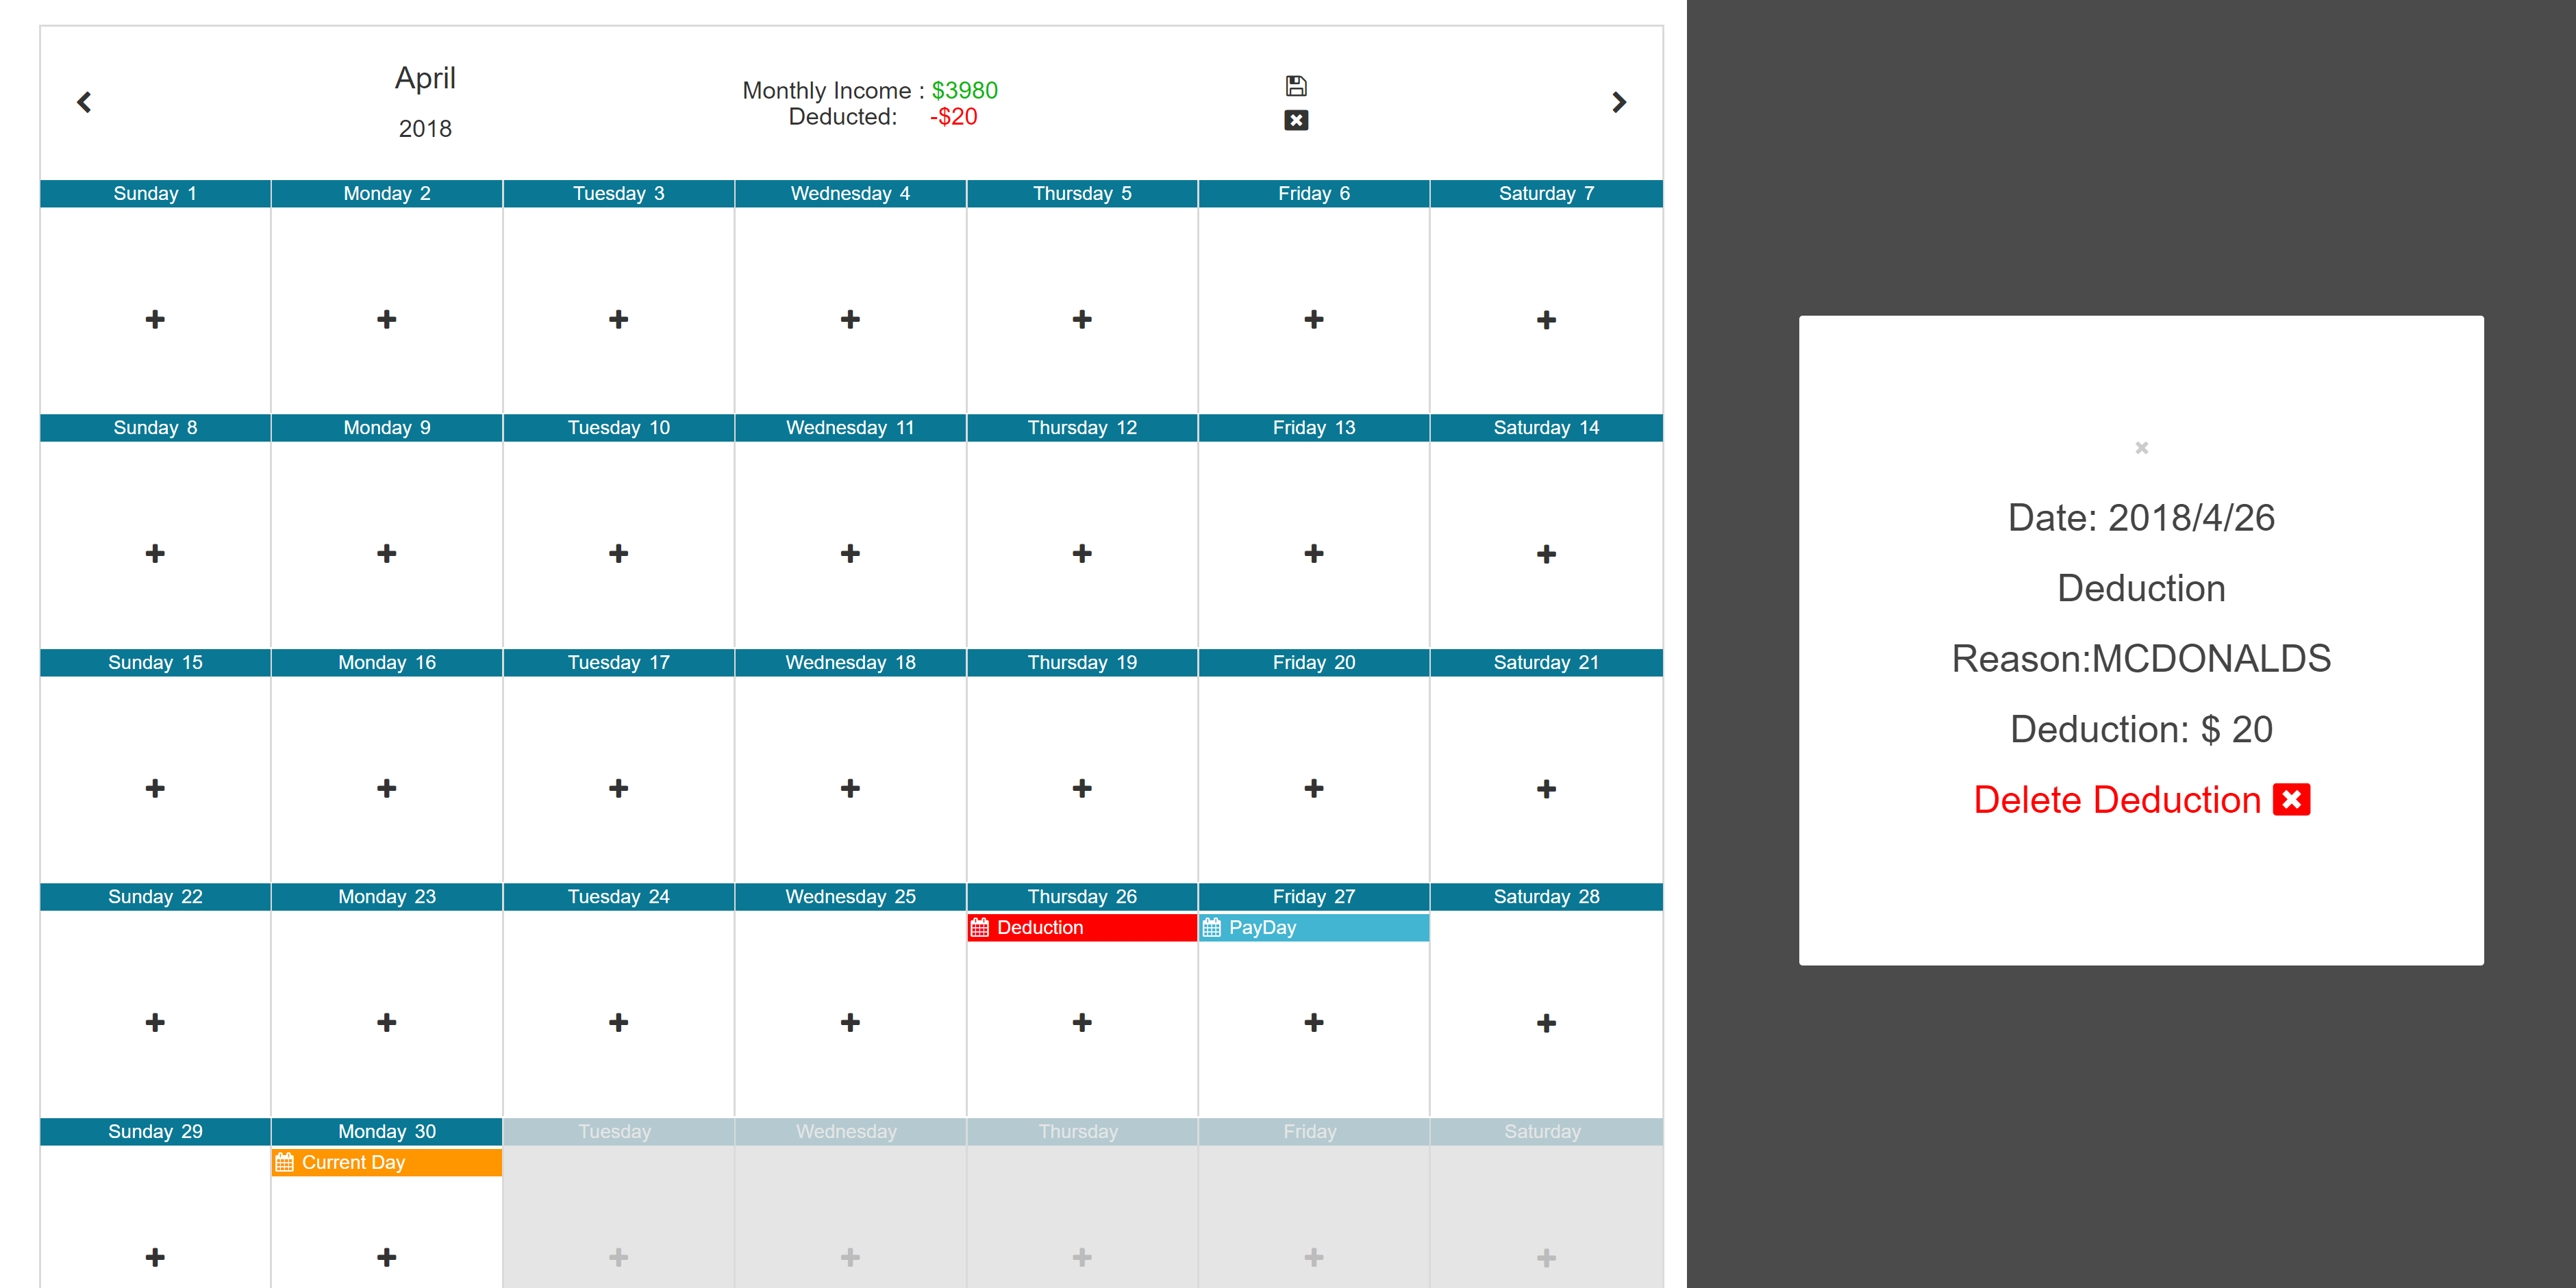 April
2018
Monthly Income : $3980
Deducted: -$20
Sunday 1 Monday 2 Tuesday 3 Wednesday 4 Thursday 5 Friday 6 Saturday 7
Sunday 8 Monday 9 Tuesday 10 Wednesday 11 Thursday 12 Friday 13 Saturday 14
Sunday 15 Monday 16 Tuesday 17 Wednesday 18 Thursday 19 Friday 20 Saturday 21
Sunday 22 Monday 23 Tuesday 24 Wednesday 25 Thursday 26 Friday 27 Saturday 28
Deduction PayDay
Sunday 29 Monday 30 Tuesday Wednesday Thursday Friday Saturday
Current Day
Date: 2018/4/26
Deduction
Reason:MCDONALDS
Deduction: $ 20
Delete Deduction